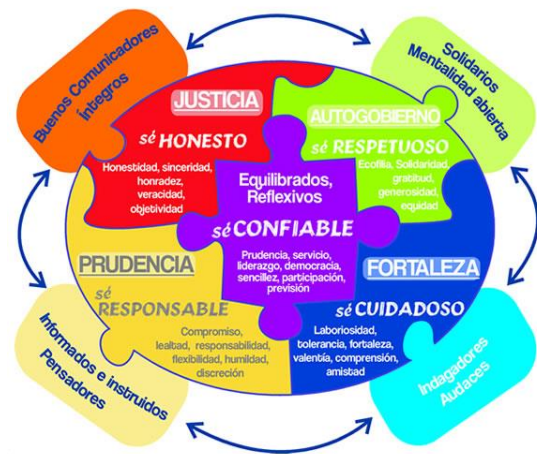 Buenos Comunicadores
Íntegros
Solidarios
Mentalidad abierta
JUSTICIA
sé HONESTO
Honestidad, sinceridad,
honradez,
veracidad,
objetividad
AUTOGOBIERNO
sé RESPETUOSO
Ecofilia, Solidaridad,
gratitud,
generosidad,
equidad
Equilibrados,
Reflexivos
sé CONFIABLE
Prudencia, servicio,
liderazgo, democracia,
sencillez, participación,
previsión
PRUDENCIA
sé
RESPONSABLE
Compromiso,
lealtad, responsabilidad,
flexibilidad, humildad,
discreción
FORTALEZA
sé CUIDADOSO
Laboriosidad,
tolerancia, fortaleza,
valentía, comprensión,
amistad
Informados e instruidos
Pensadores
Indagadores
Audaces